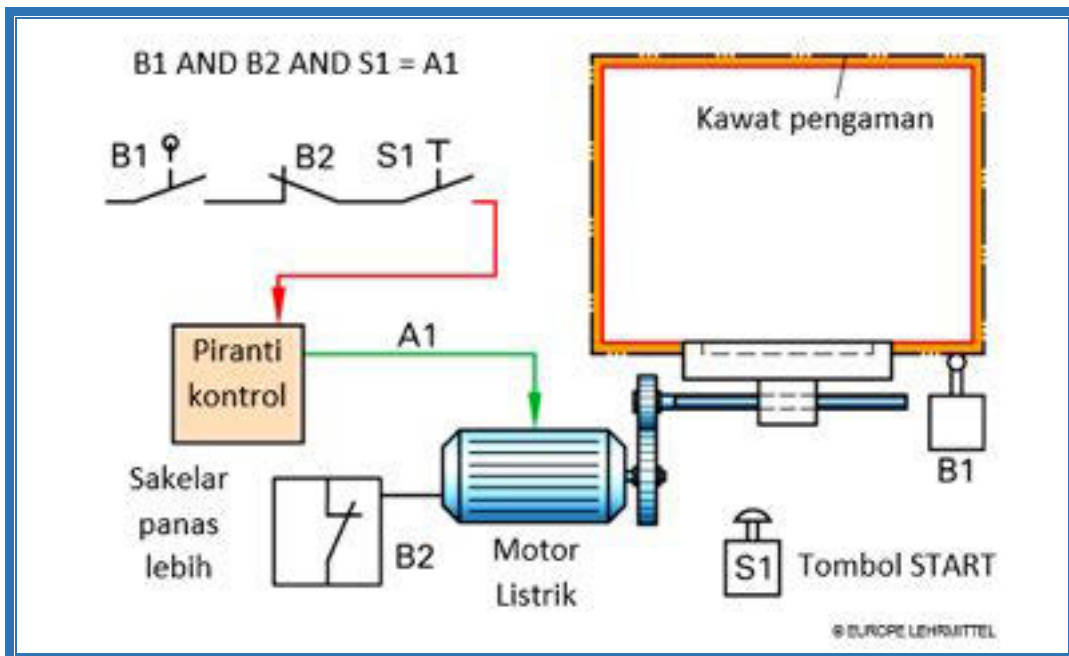 B1 AND B2 AND S1 = A1
Kawat pengaman
B1
B2
S1
Piranti
kontrol
A1
Sakelar
panas
lebih
B2
Motor
Listrik
B1
S1
Tombol START
© EUROPE LEHRMITTEL